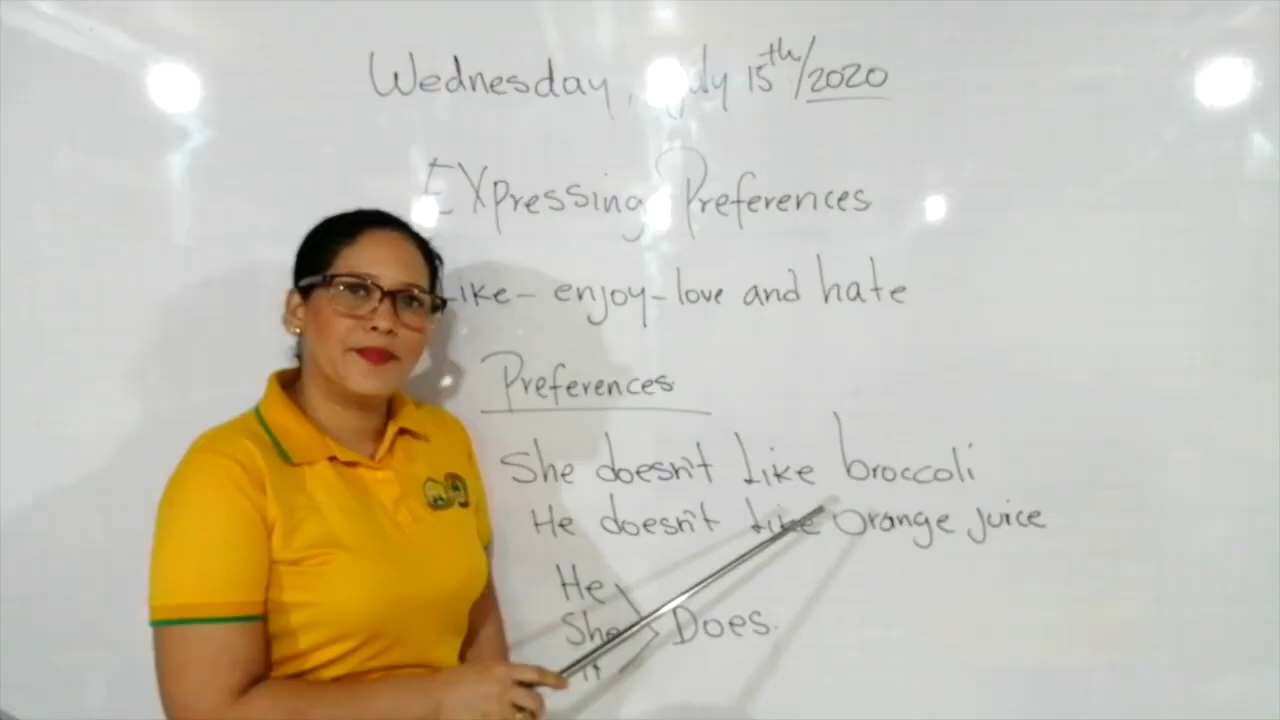 Wednesday, July 15th/2020
Expressing Preferences
Like - enjoy - love and hate
Preferences
She doesn't Like broccoli
He doesn't Like Orange juice
He
She Does.
It